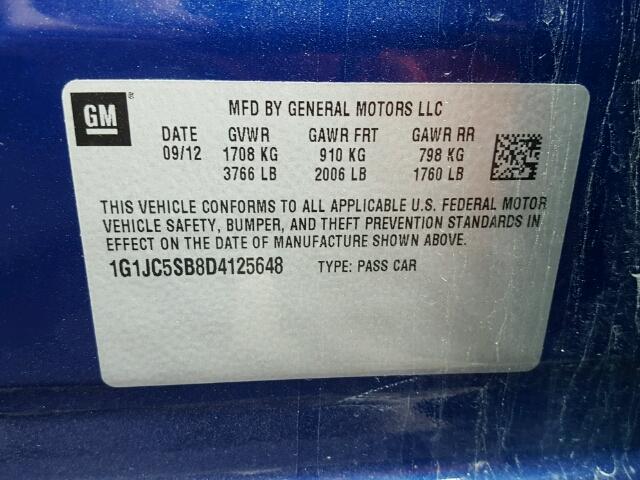 GM ®
MFD BY GENERAL MOTORS LLC
DATE GVWR GAWR FRT GAWR RR
09/12 1708 KG 910 KG 798 KG
3766 LB 2006 LB 1760 LB
THIS VEHICLE CONFORMS TO ALL APPLICABLE U.S. FEDERAL MOTOR
VEHICLE SAFETY, BUMPER, AND THEFT PREVENTION STANDARDS IN
EFFECT ON THE DATE OF MANUFACTURE SHOWN ABOVE.
1G1JC5SB8D4125648 TYPE: PASS CAR